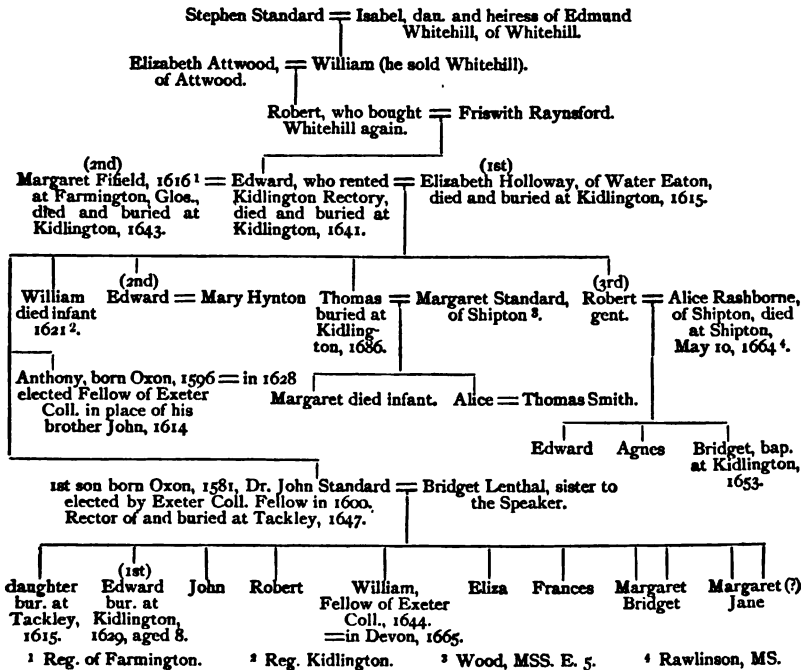 Stephen Standard = Isabel, dan. and heiress of Edmund
Whitehill, of Whitehill.
Elizabeth Attwood, = William (he sold Whitehill).
of Attwood.
Robert, who bought = Friswith Raynsford.
Whitehill again.
(2nd) (1st)
Margaret Fifield, 1616¹ = Edward, who rented = Elizabeth Holloway, of Water Eaton,
at Farmington, Glos., Kidlington Rectory, died and buried at Kidlington, 1615.
died and buried at died and buried at
Kidlington, 1643. Kidlington, 1641.
(2nd) (3rd)
William Edward = Mary Hynton Thomas = Margaret Standard, Robert = Alice Rashborne,
died infant buried at of Shipton ³. gent. of Shipton, died
1621². Kidling- at Shipton,
ton, 1686. May 10, 1664⁴.
Anthony, born Oxon, 1596 = in 1628
elected Fellow of Exeter Margaret died infant. Alice = Thomas Smith.
Coll. in place of his
brother John, 1614
Edward Agnes Bridget, bap.
at Kidlington,
1653.
1st son born Oxon, 1581, Dr. John Standard = Bridget Lenthal, sister to
elected by Exeter Coll. Fellow in 1600. the Speaker.
Rector of and buried at Tackley, 1647.
(1st)
daughter Edward John Robert William, Eliza Frances Margaret Margaret (?)
bur. at bur. at Fellow of Exeter Bridget Jane
Tackley, Kidlington, Coll., 1644.
1615. 1629, aged 8. =in Devon, 1665.
¹ Reg. of Farmington. ² Reg. Kidlington. ³ Wood, MSS. E. 5. ⁴ Rawlinson, MS.